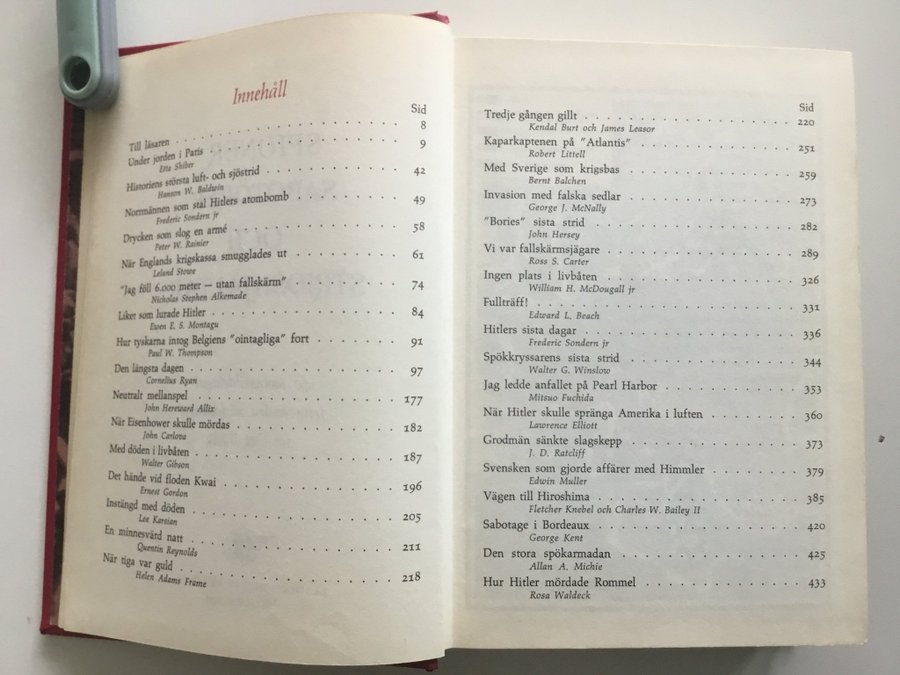 Innehåll
Sid
Till läsaren 8
Under jorden i Paris 9
Etta Shiber
Historiens största luft- och sjöstrid 42
Hanson W. Baldwin
Norrmännen som stal Hitlers atombomb 49
Frederic Sondern jr
Drycken som slog en armé 58
Peter W. Rainier
När Englands krigskassa smugglades ut 61
Leland Stowe
"Jag föll 6.000 meter — utan fallskärm" 74
Nicholas Stephen Alkemade
Liket som lurade Hitler 84
Ewen E. S. Montagu
Hur tyskarna intog Belgiens "ointagliga" fort 91
Paul W. Thompson
Den längsta dagen 97
Cornelius Ryan
Neutralt mellanspel 177
John Hereward Allix
När Eisenhower skulle mördas 182
John Carlova
Med döden i livbåten 187
Walter Gibson
Det hände vid floden Kwai 196
Ernest Gordon
Instängd med döden 205
Lee Karsian
En minnesvärd natt 211
Quentin Reynolds
När tiga var guld 218
Helen Adams Frame
Sid
Tredje gången gillt 220
Kendal Burt och James Leasor
Kaparkaptenen på "Atlantis" 251
Robert Littell
Med Sverige som krigsbas 259
Bernt Balchen
Invasion med falska sedlar 273
George J. McNally
"Bories" sista strid 282
John Hersey
Vi var fallskärmsjägare 289
Ross S. Carter
Ingen plats i livbåten 326
William H. McDougall jr
Fullträff! 331
Edward L. Beach
Hitlers sista dagar 336
Frederic Sondern jr
Spökkryssarens sista strid 344
Walter G. Winslow
Jag ledde anfallet på Pearl Harbor 353
Mitsuo Fuchida
När Hitler skulle spränga Amerika i luften 360
Lawrence Elliott
Grodmän sänkte slagskepp 373
J. D. Ratcliff
Svensken som gjorde affärer med Himmler 379
Edwin Muller
Vägen till Hiroshima 385
Fletcher Knebel och Charles W. Bailey II
Sabotage i Bordeaux 420
George Kent
Den stora spökarmadan 425
Allan A. Michie
Hur Hitler mördade Rommel 433
Rosa Waldeck